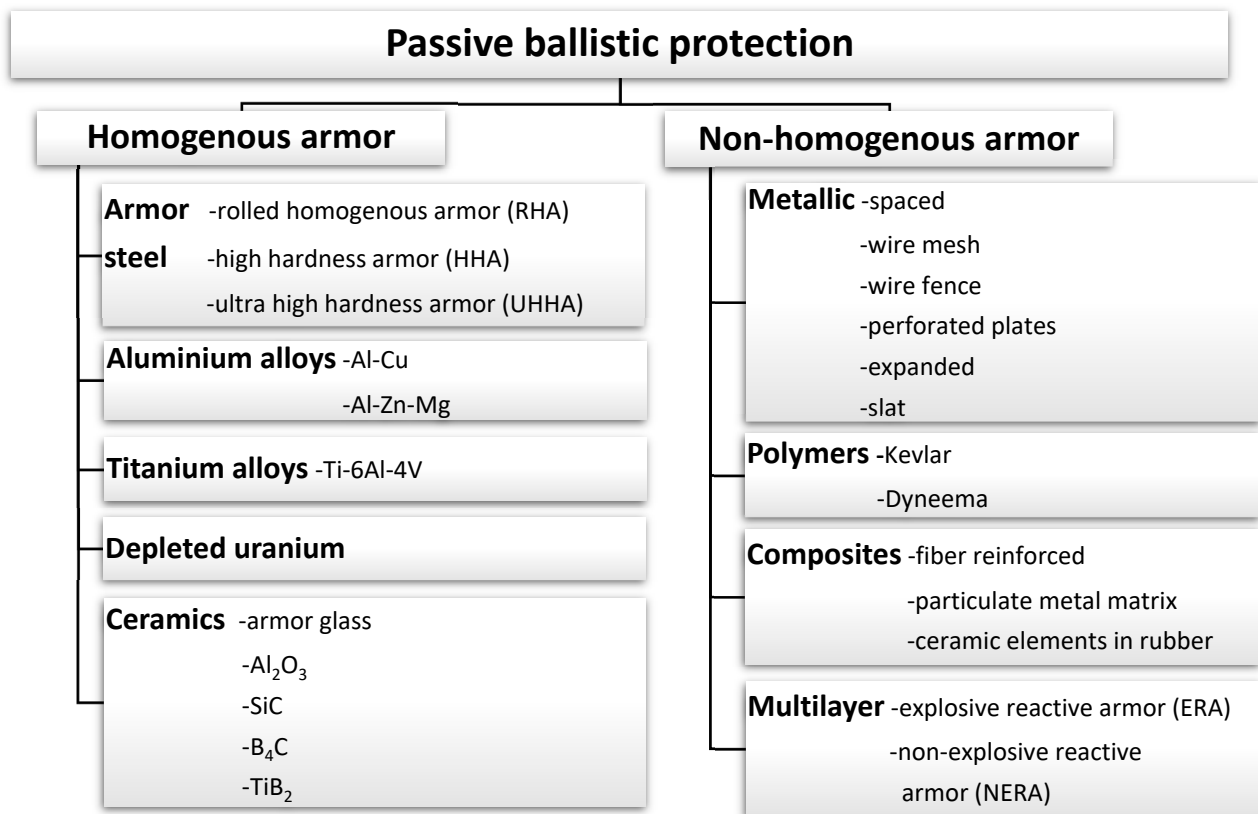 Passive ballistic protection
Homogenous armor
Armor -rolled homogenous armor (RHA)
steel -high hardness armor (HHA)
-ultra high hardness armor (UHHA)
Aluminium alloys -Al-Cu
-Al-Zn-Mg
Titanium alloys -Ti-6Al-4V
Depleted uranium
Ceramics -armor glass
-Al₂O₃
-SiC
-B₄C
-TiB₂
Non-homogenous armor
Metallic -spaced
-wire mesh
-wire fence
-perforated plates
-expanded
-slat
Polymers -Kevlar
-Dyneema
Composites -fiber reinforced
-particulate metal matrix
-ceramic elements in rubber
Multilayer -explosive reactive armor (ERA)
-non-explosive reactive
armor (NERA)